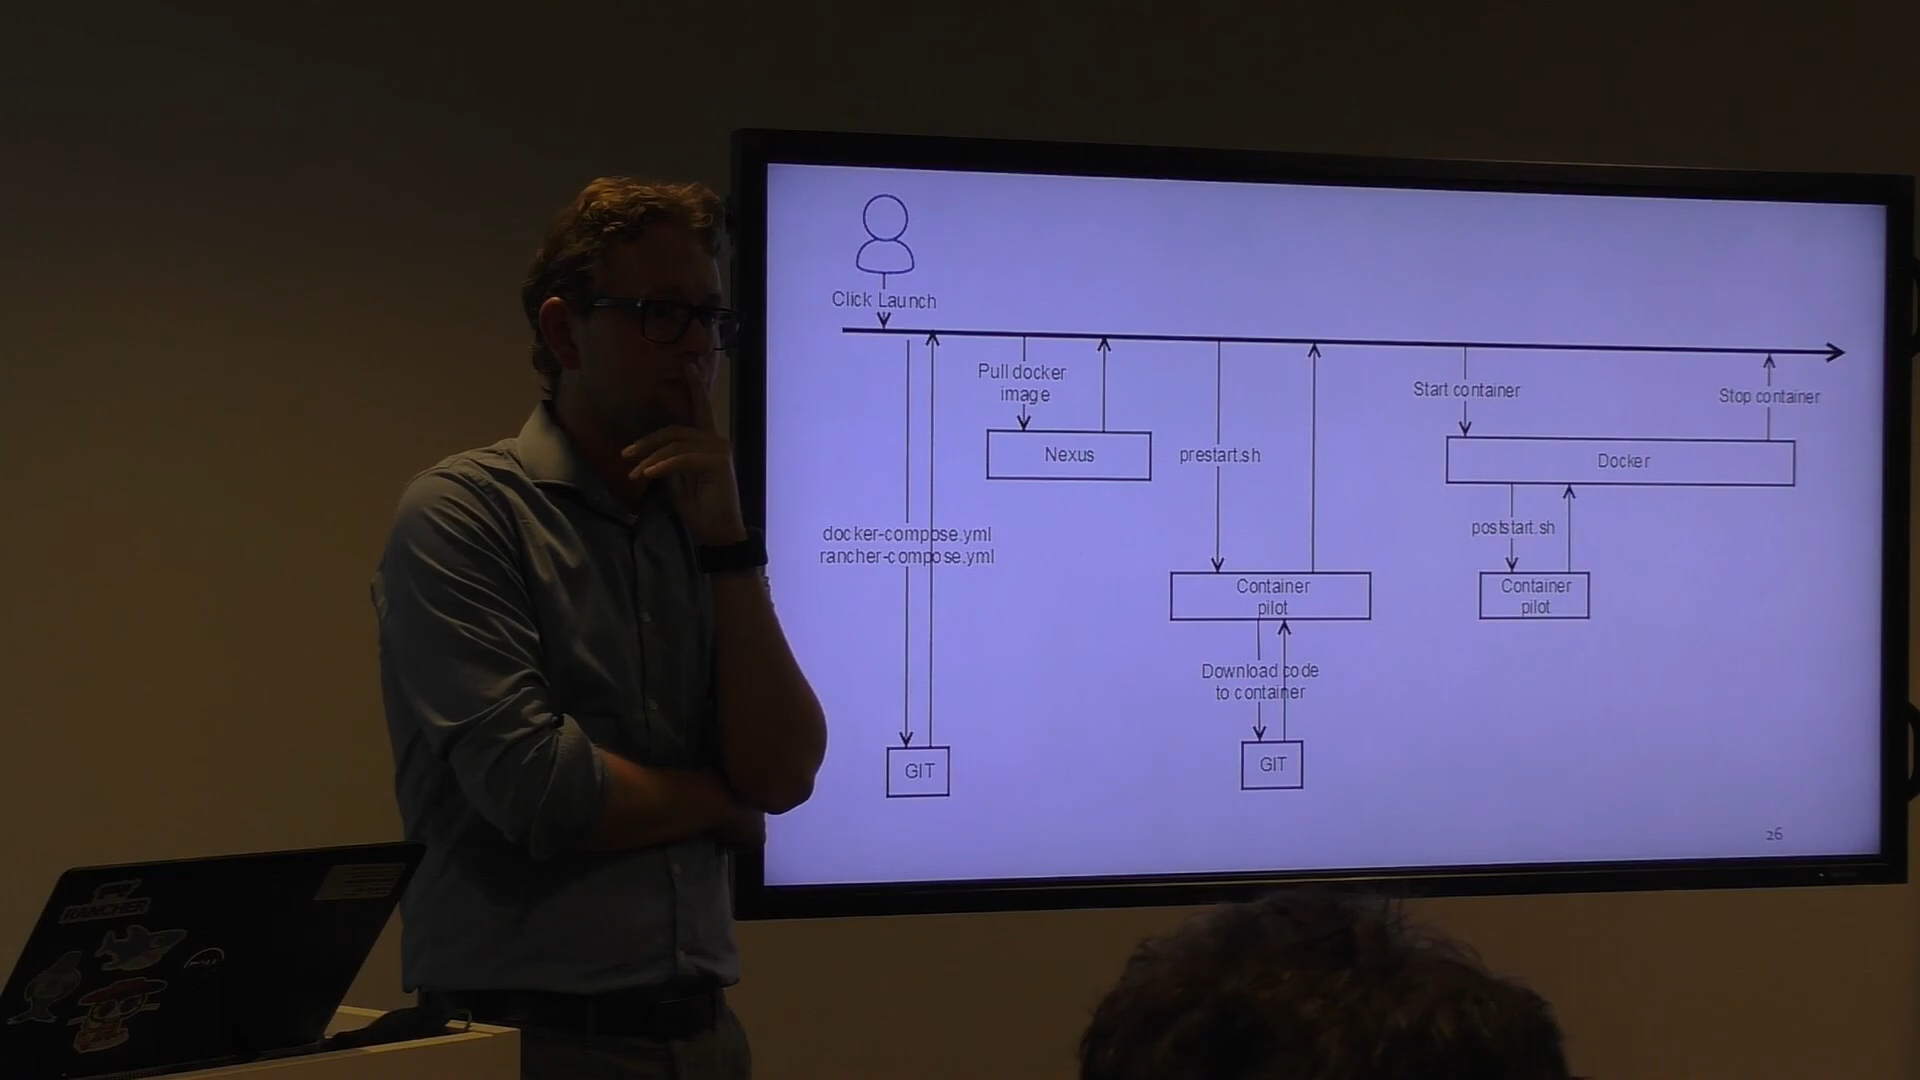 Click Launch
Pull docker
image
Start container
Stop container
Nexus
prestart.sh
Docker
docker-compose.yml
rancher-compose.yml
poststart.sh
Container
pilot
Container
pilot
Download code
to container
GIT
GIT
26
RANCHER